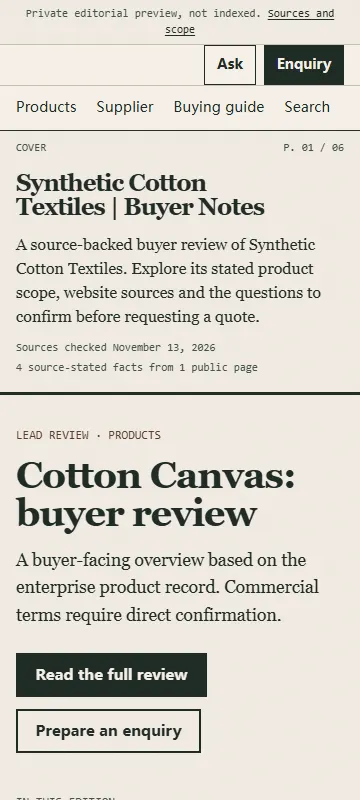 Private editorial preview, not indexed. Sources and
scope
Ask
Enquiry
Products
Supplier
Buying guide
Search
COVER
P. 01 / 06
Synthetic Cotton
Textiles | Buyer Notes
A source-backed buyer review of Synthetic
Cotton Textiles. Explore its stated product
scope, website sources and the questions to
confirm before requesting a quote.
Sources checked November 13, 2026
4 source-stated facts from 1 public page
LEAD REVIEW · PRODUCTS
Cotton Canvas:
buyer review
A buyer-facing overview based on the
enterprise product record. Commercial
terms require direct confirmation.
Read the full review
Prepare an enquiry
IN THIS EDITION